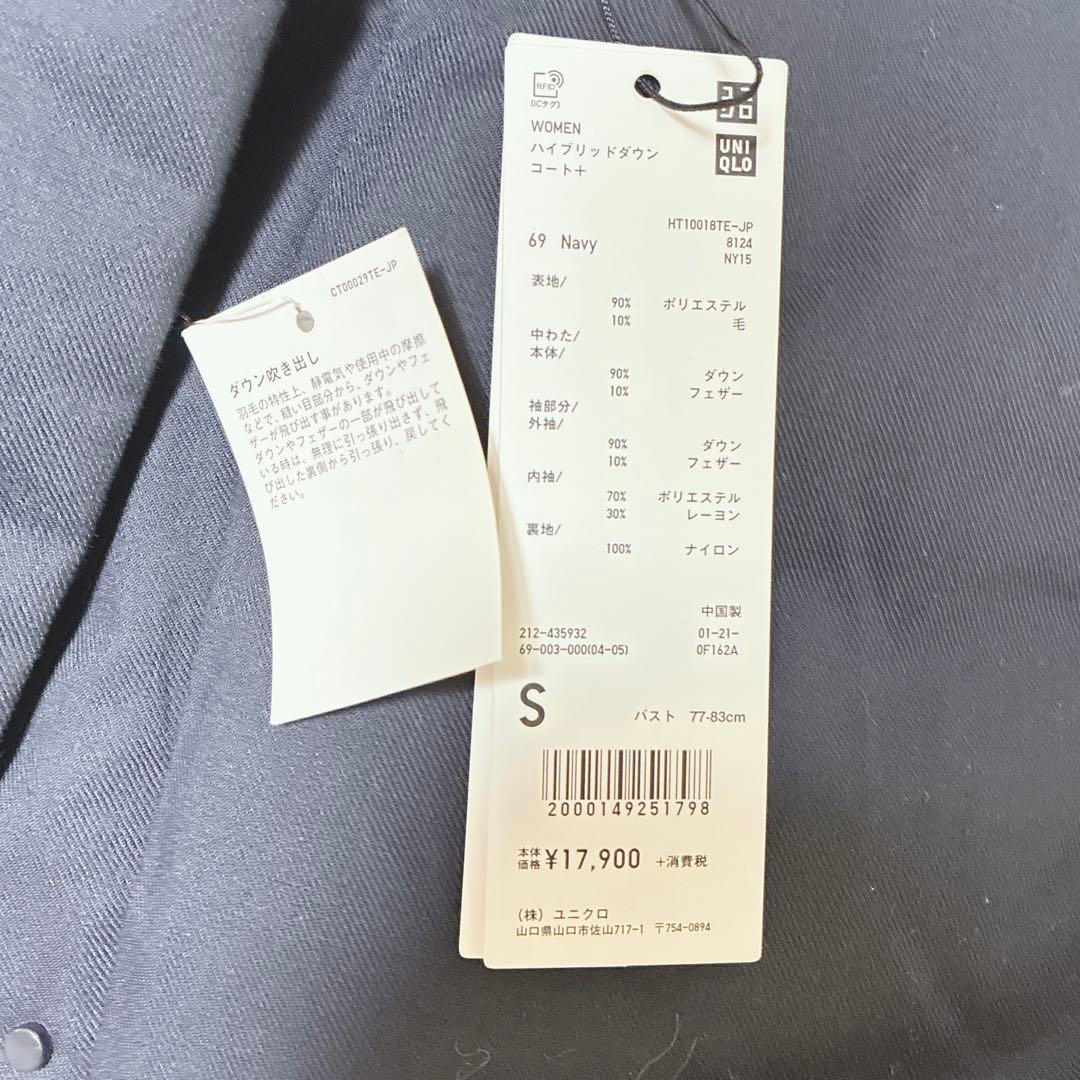 CT00029TE-JP
ダウン吹き出し
羽毛の特性上、静電気や使用中の摩擦
などで、縫い目部分から、ダウンやフェ
ザーが飛び出す事があります。
ダウンやフェザーの一部が飛び出して
いる時は、無理に引っ張り出さず、飛
び出した裏側から引っ張り、戻してく
ださい。
RFID
(ICタグ)
WOMEN
ハイブリッドダウン
コート+
ユニ
クロ
UNI
QLO
HT10018TE-JP
69 Navy 8124
NY15
表地/
90% ポリエステル
10% 毛
中わた/
本体/
90% ダウン
10% フェザー
袖部分/
外袖/
90% ダウン
10% フェザー
内袖/
70% ポリエステル
30% レーヨン
裏地/
100% ナイロン
中国製
212-435932 01-21-
69-003-000(04-05) 0F162A
S バスト 77-83cm
2000149251798
本体
価格 ¥17,900 +消費税
(株) ユニクロ
山口県山口市佐山717-1 〒754-0894